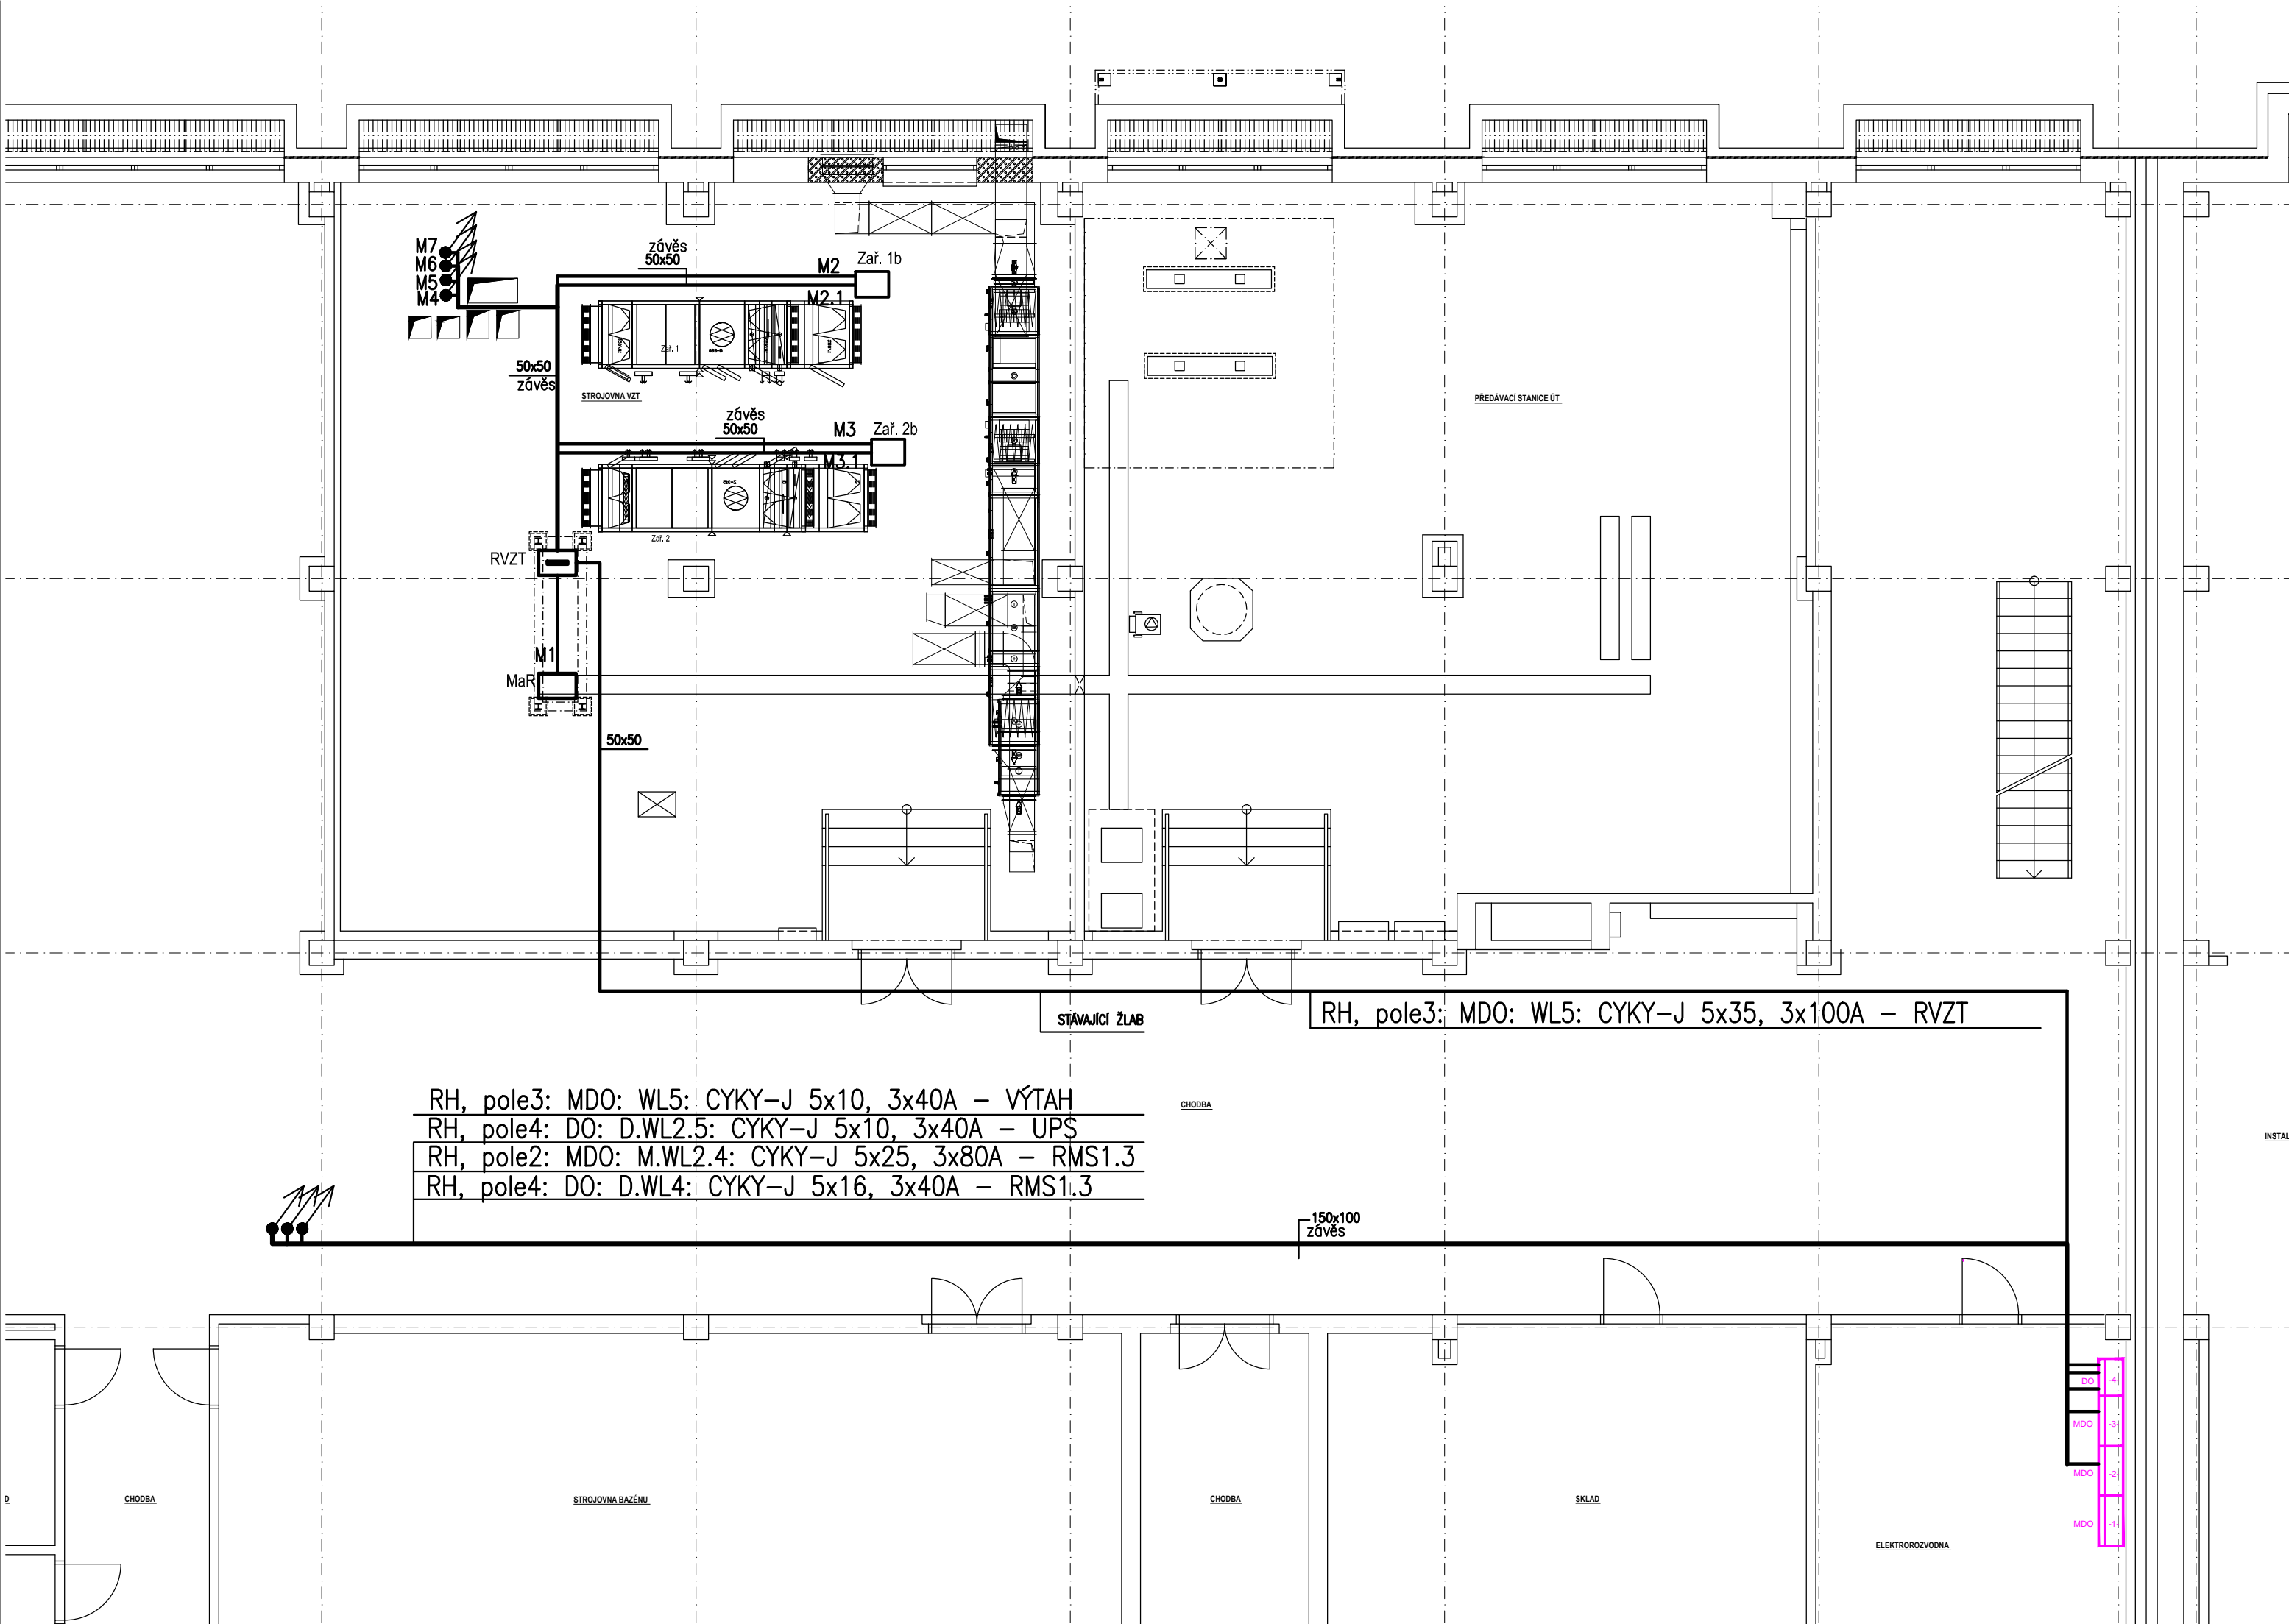 M7
M6
M5
M4
závěs
50x50
M2
Zař. 1b
M2.1
Zař. 1
50x50
závěs
STROJOVNA VZT
závěs
50x50
M3
Zař. 2b
M3.1
Zař. 2
PŘEDÁVACÍ STANICE ÚT
RVZT
M1
MaR
50x50
STÁVAJÍCÍ ŽLAB
RH, pole3: MDO: WL5: CYKY-J 5x35, 3x100A - RVZT
RH, pole3: MDO: WL5: CYKY-J 5x10, 3x40A - VÝTAH
RH, pole4: DO: D.WL2.5: CYKY-J 5x10, 3x40A - UPS
RH, pole2: MDO: M.WL2.4: CYKY-J 5x25, 3x80A - RMS1.3
RH, pole4: DO: D.WL4: CYKY-J 5x16, 3x40A - RMS1.3
CHODBA
INSTAL
150x100
závěs
DO -4-
MDO -3-
MDO -2-
MDO -1-
D
CHODBA
STROJOVNA BAZÉNU
CHODBA
SKLAD
ELEKTROROZVODNA